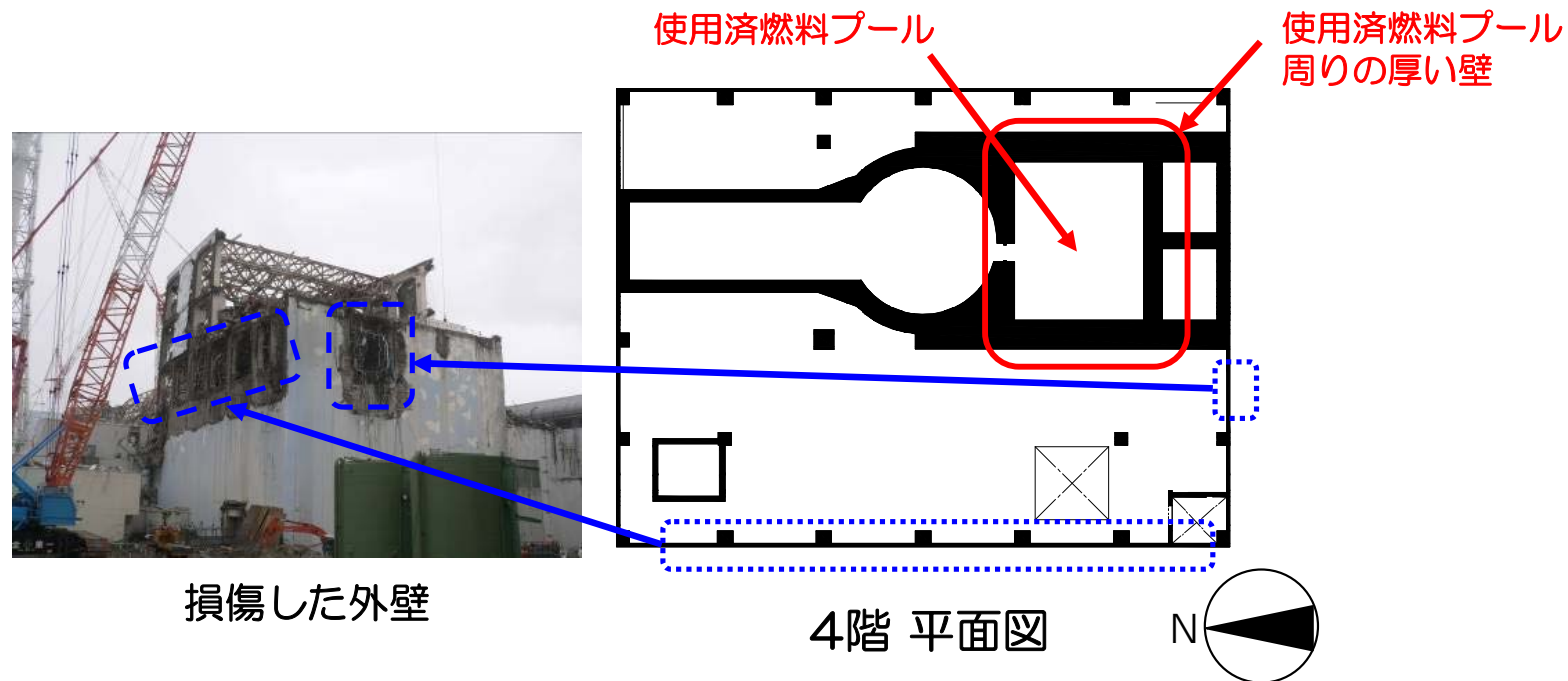 使用済燃料プール
使用済燃料プール
周りの厚い壁
損傷した外壁
4階 平面図
N